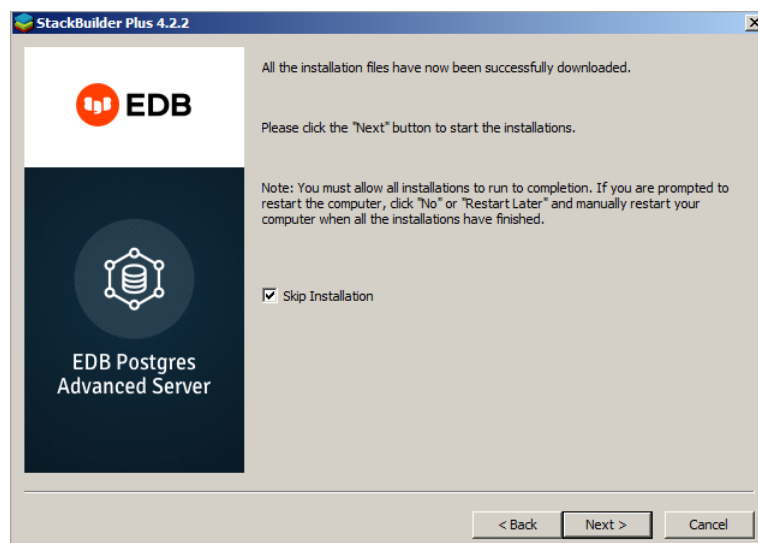 StackBuilder Plus 4.2.2
EDB
EDB Postgres
Advanced Server
All the installation files have now been successfully downloaded.
Please click the "Next" button to start the installations.
Note: You must allow all installations to run to completion. If you are prompted to
restart the computer, click "No" or "Restart Later" and manually restart your
computer when all the installations have finished.
Skip Installation
< Back
Next >
Cancel